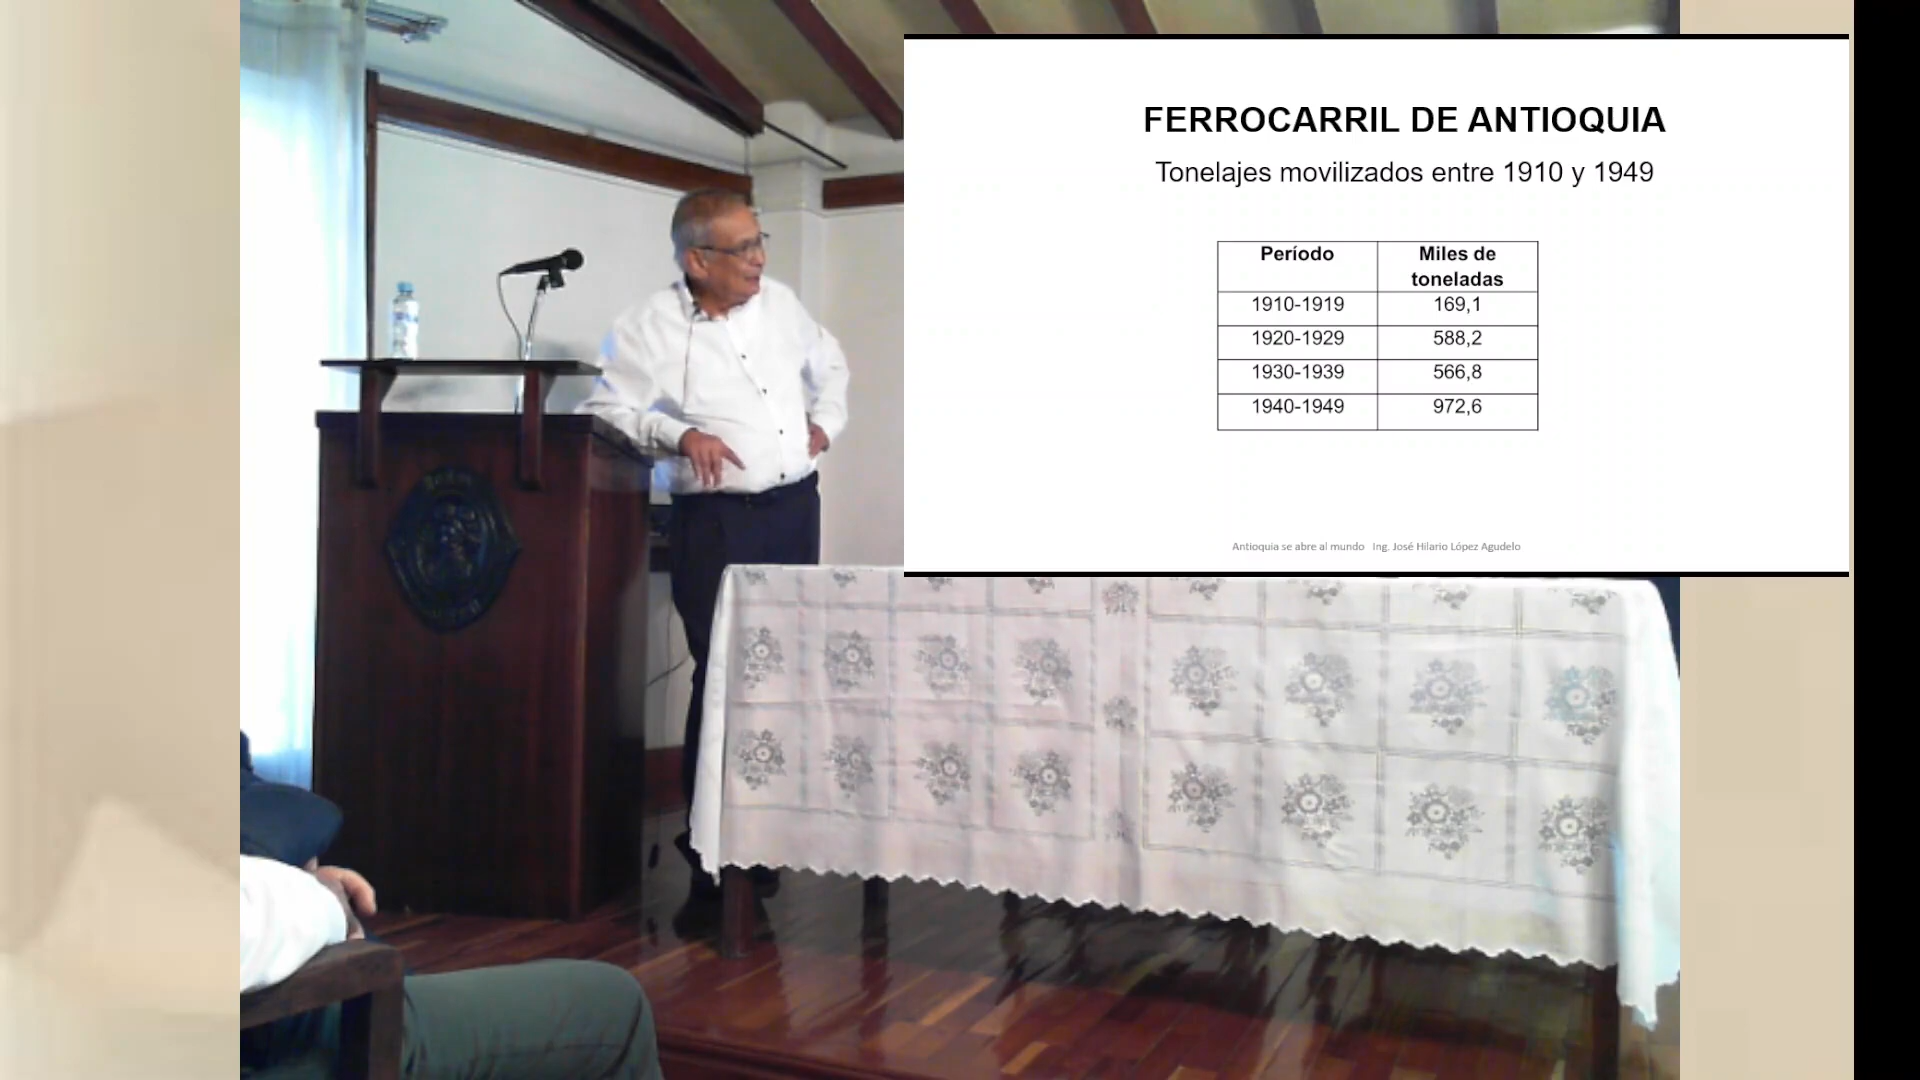 FERROCARRIL DE ANTIOQUIA
Tonelajes movilizados entre 1910 y 1949
Período Miles de
toneladas
1910-1919 169,1
1920-1929 588,2
1930-1939 566,8
1940-1949 972,6
Antioquia se abre al mundo Ing. José Hilario López Agudelo